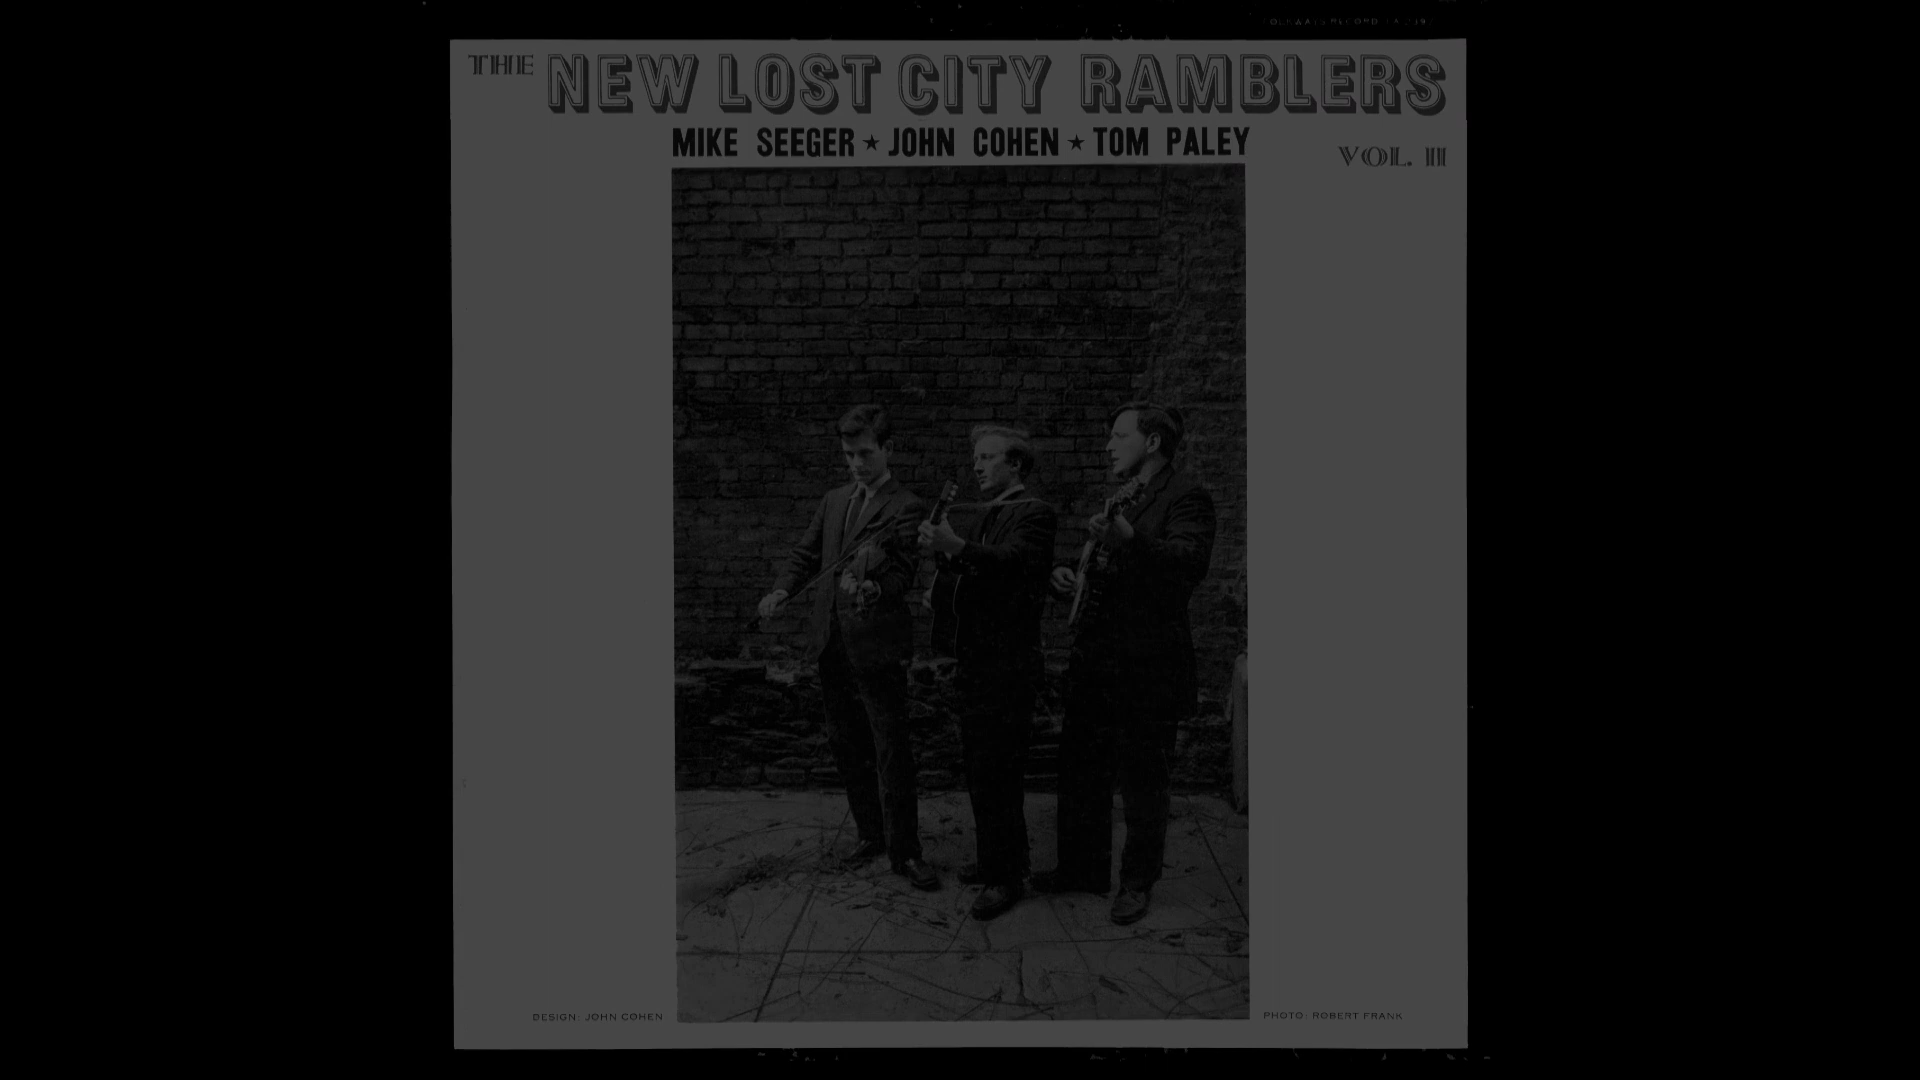 THE NEW LOST CITY RAMBLERS
MIKE SEEGER ★ JOHN COHEN ★ TOM PALEY
VOL. II
DESIGN: JOHN COHEN
PHOTO: ROBERT FRANK